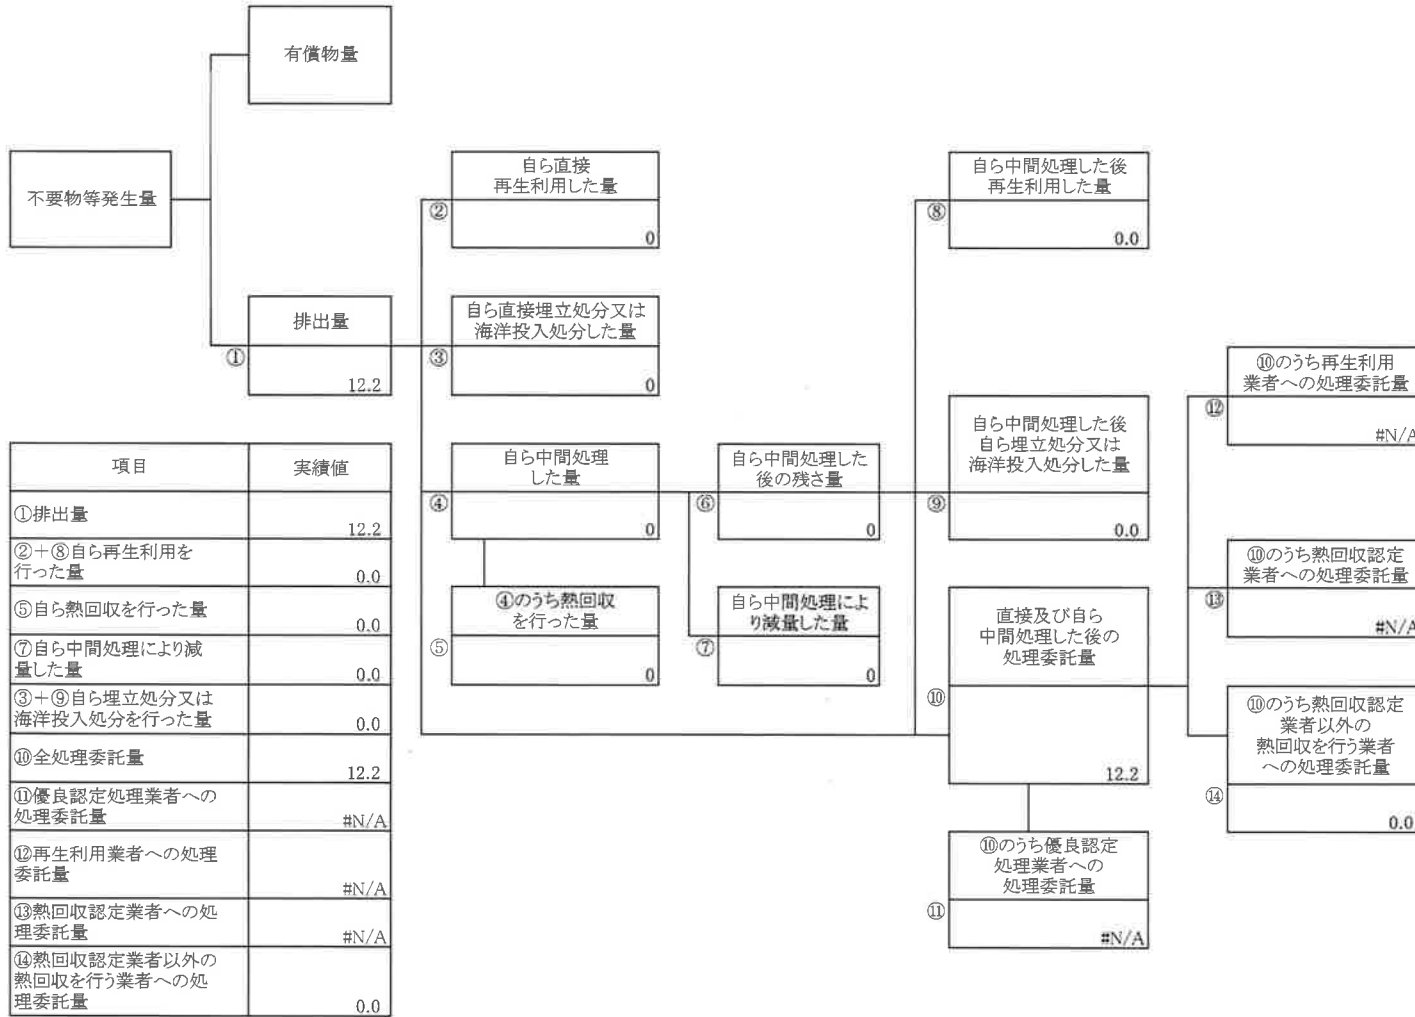 有償物量
不要物等発生量
排出量
①
12.2
自ら直接
再生利用した量
②
0
自ら直接埋立処分又は
海洋投入処分した量
③
0
自ら中間処理
した量
④
0
④のうち熱回収
を行った量
⑤
0
自ら中間処理した
後の残さ量
⑥
0
自ら中間処理によ
り減量した量
⑦
0
自ら中間処理した後
再生利用した量
⑧
0.0
自ら中間処理した後
自ら埋立処分又は
海洋投入処分した量
⑨
0.0
直接及び自ら
中間処理した後の
処理委託量
⑩
12.2
⑩のうち優良認定
処理業者への
処理委託量
⑪
#N/A
⑩のうち再生利用
業者への処理委託量
⑫
#N/A
⑩のうち熱回収認定
業者への処理委託量
⑬
#N/A
⑩のうち熱回収認定
業者以外の
熱回収を行う業者
への処理委託量
⑭
0.0
項目 実績値
①排出量
12.2
②+⑧自ら再生利用を
行った量
0.0
⑤自ら熱回収を行った量
0.0
⑦自ら中間処理により減
量した量
0.0
③+⑨自ら埋立処分又は
海洋投入処分を行った量
0.0
⑩全処理委託量
12.2
⑪優良認定処理業者への
処理委託量
#N/A
⑫再生利用業者への処理
委託量
#N/A
⑬熱回収認定業者への処
理委託量
#N/A
⑭熱回収認定業者以外の
熱回収を行う業者への処
理委託量
0.0